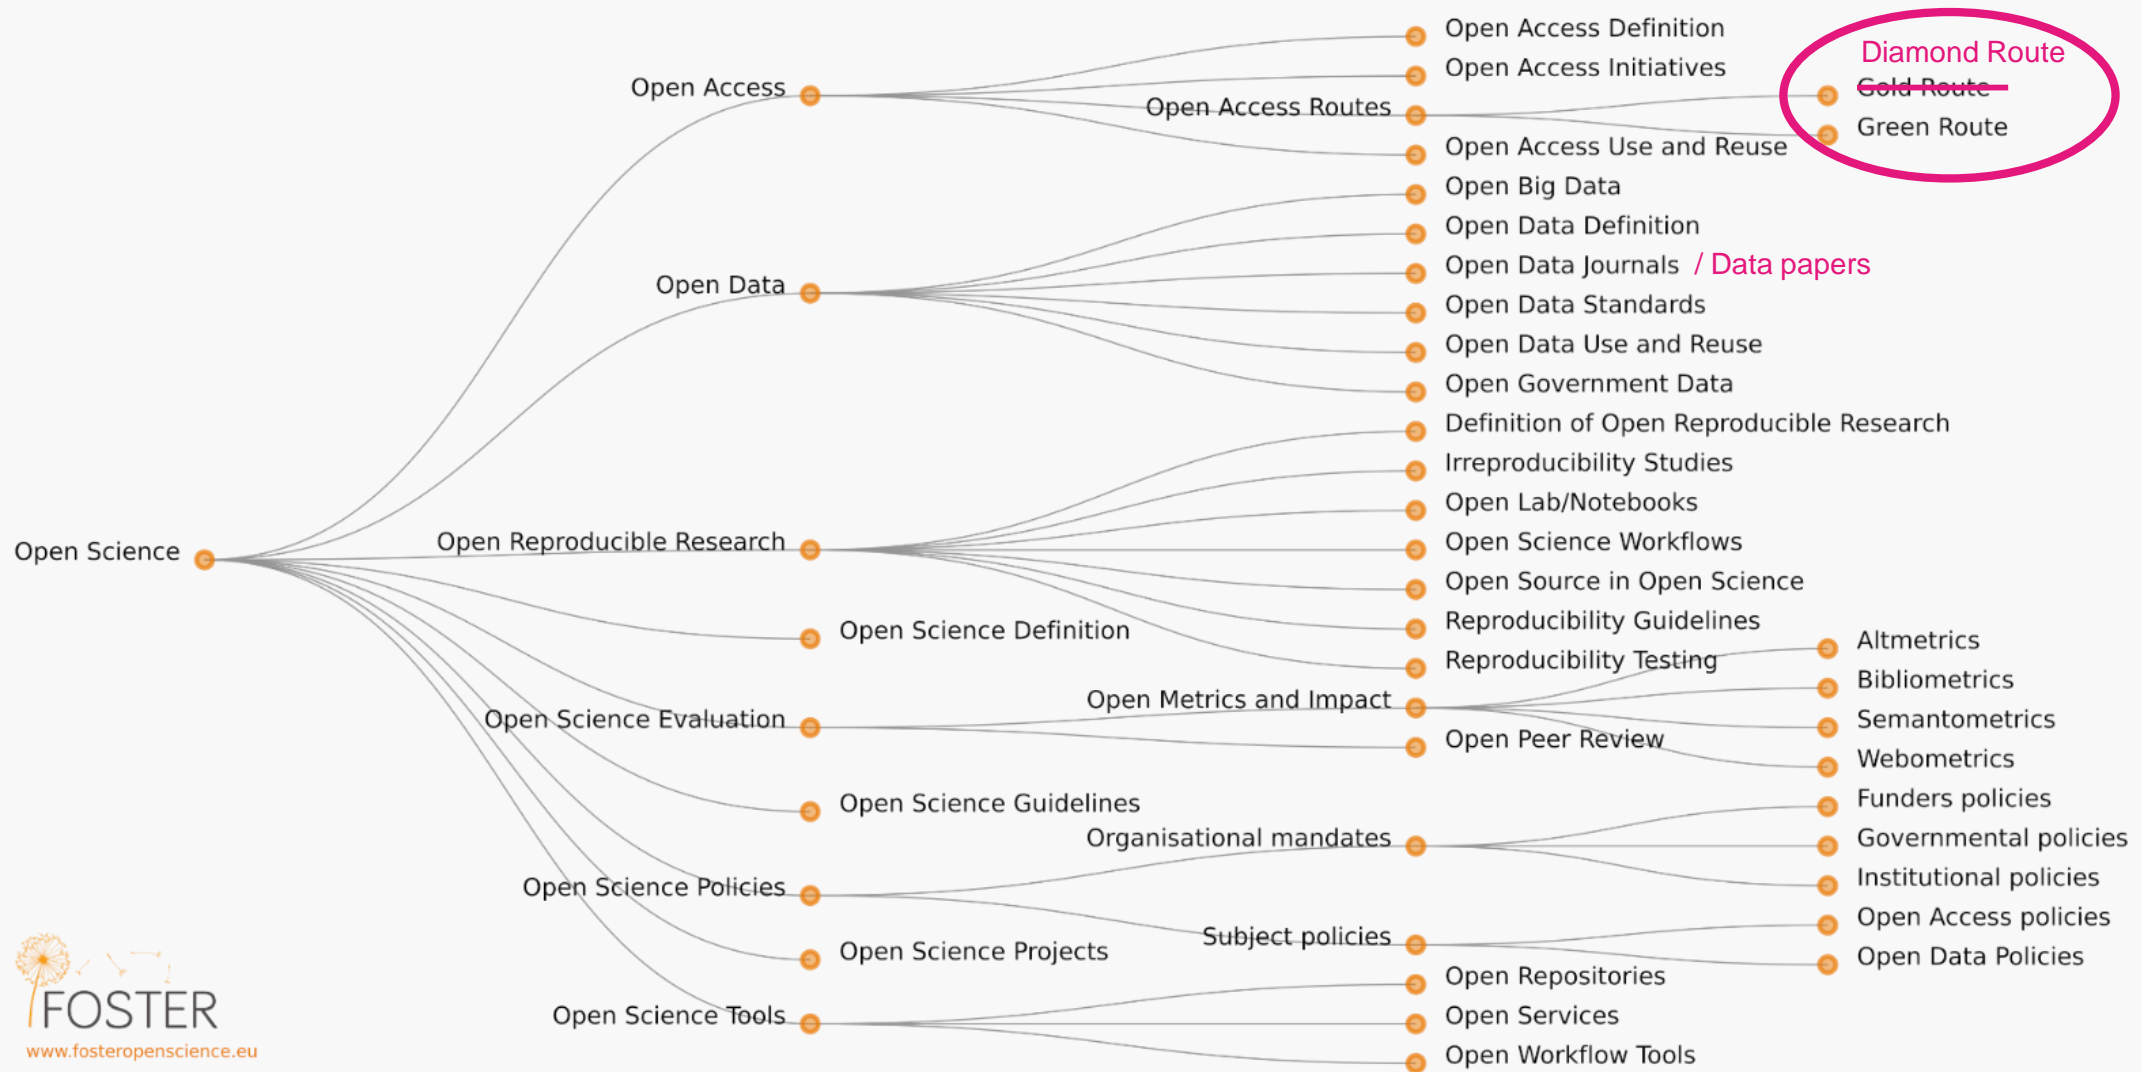 Open Access Definition
Diamond Route
Open Access Initiatives
Open Access
Gold Route
Open Access Routes
Green Route
Open Access Use and Reuse
Open Big Data
Open Data Definition
Open Data Journals / Data papers
Open Data
Open Data Standards
Open Data Use and Reuse
Open Government Data
Definition of Open Reproducible Research
Irreproducibility Studies
Open Lab/Notebooks
Open Science
Open Reproducible Research
Open Science Workflows
Open Source in Open Science
Reproducibility Guidelines
Open Science Definition
Altmetrics
Reproducibility Testing
Bibliometrics
Open Metrics and Impact
Open Science Evaluation
Semantometrics
Open Peer Review
Webometrics
Funders policies
Open Science Guidelines
Organisational mandates
Governmental policies
Institutional policies
Open Science Policies
Open Access policies
Subject policies
Open Science Projects
Open Data Policies
Open Repositories
Open Science Tools
Open Services
Open Workflow Tools
FOSTER
www.fosteropenscience.eu